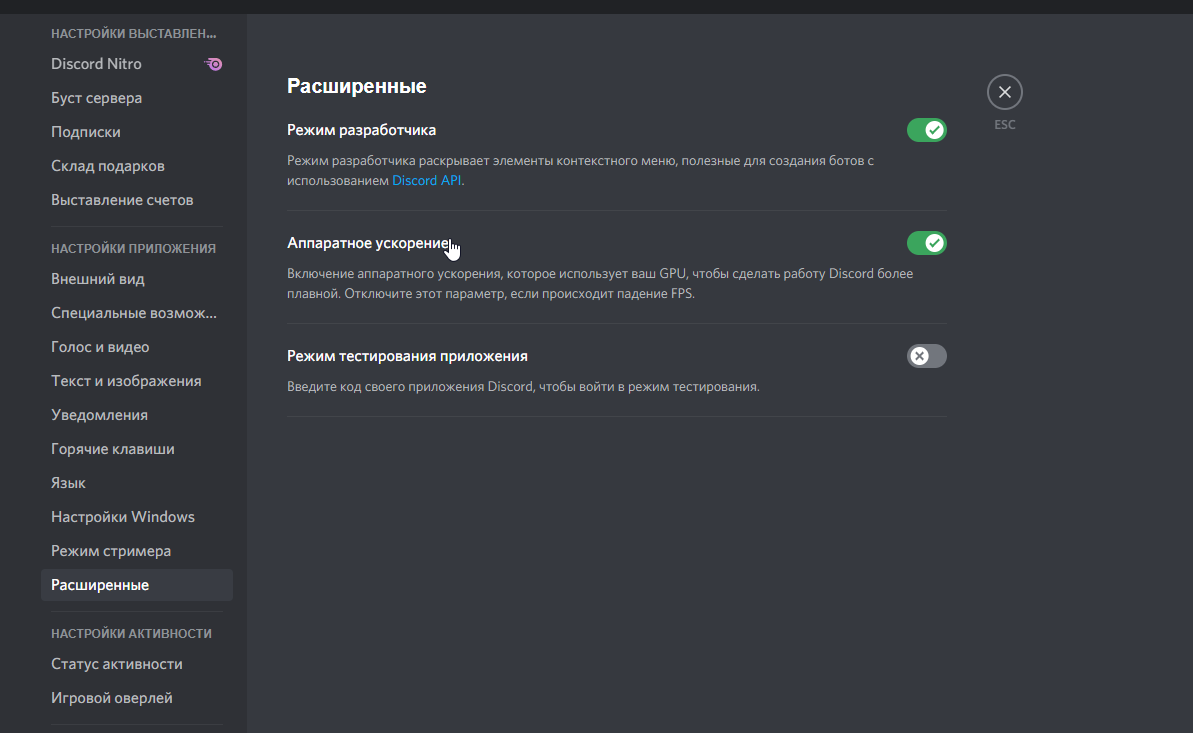 НАСТРОЙКИ ВЫСТАВЛЕН...
Discord Nitro
Буст сервера
Подписки
Склад подарков
Выставление счетов
НАСТРОЙКИ ПРИЛОЖЕНИЯ
Внешний вид
Специальные возмож...
Голос и видео
Текст и изображения
Уведомления
Горячие клавиши
Язык
Настройки Windows
Режим стримера
Расширенные
НАСТРОЙКИ АКТИВНОСТИ
Статус активности
Игровой оверлей
Расширенные
Режим разработчика
Режим разработчика раскрывает элементы контекстного меню, полезные для создания ботов с
использованием Discord API.
Аппаратное ускорение
Включение аппаратного ускорения, которое использует ваш GPU, чтобы сделать работу Discord более
плавной. Отключите этот параметр, если происходит падение FPS.
Режим тестирования приложения
Введите код своего приложения Discord, чтобы войти в режим тестирования.
ESC